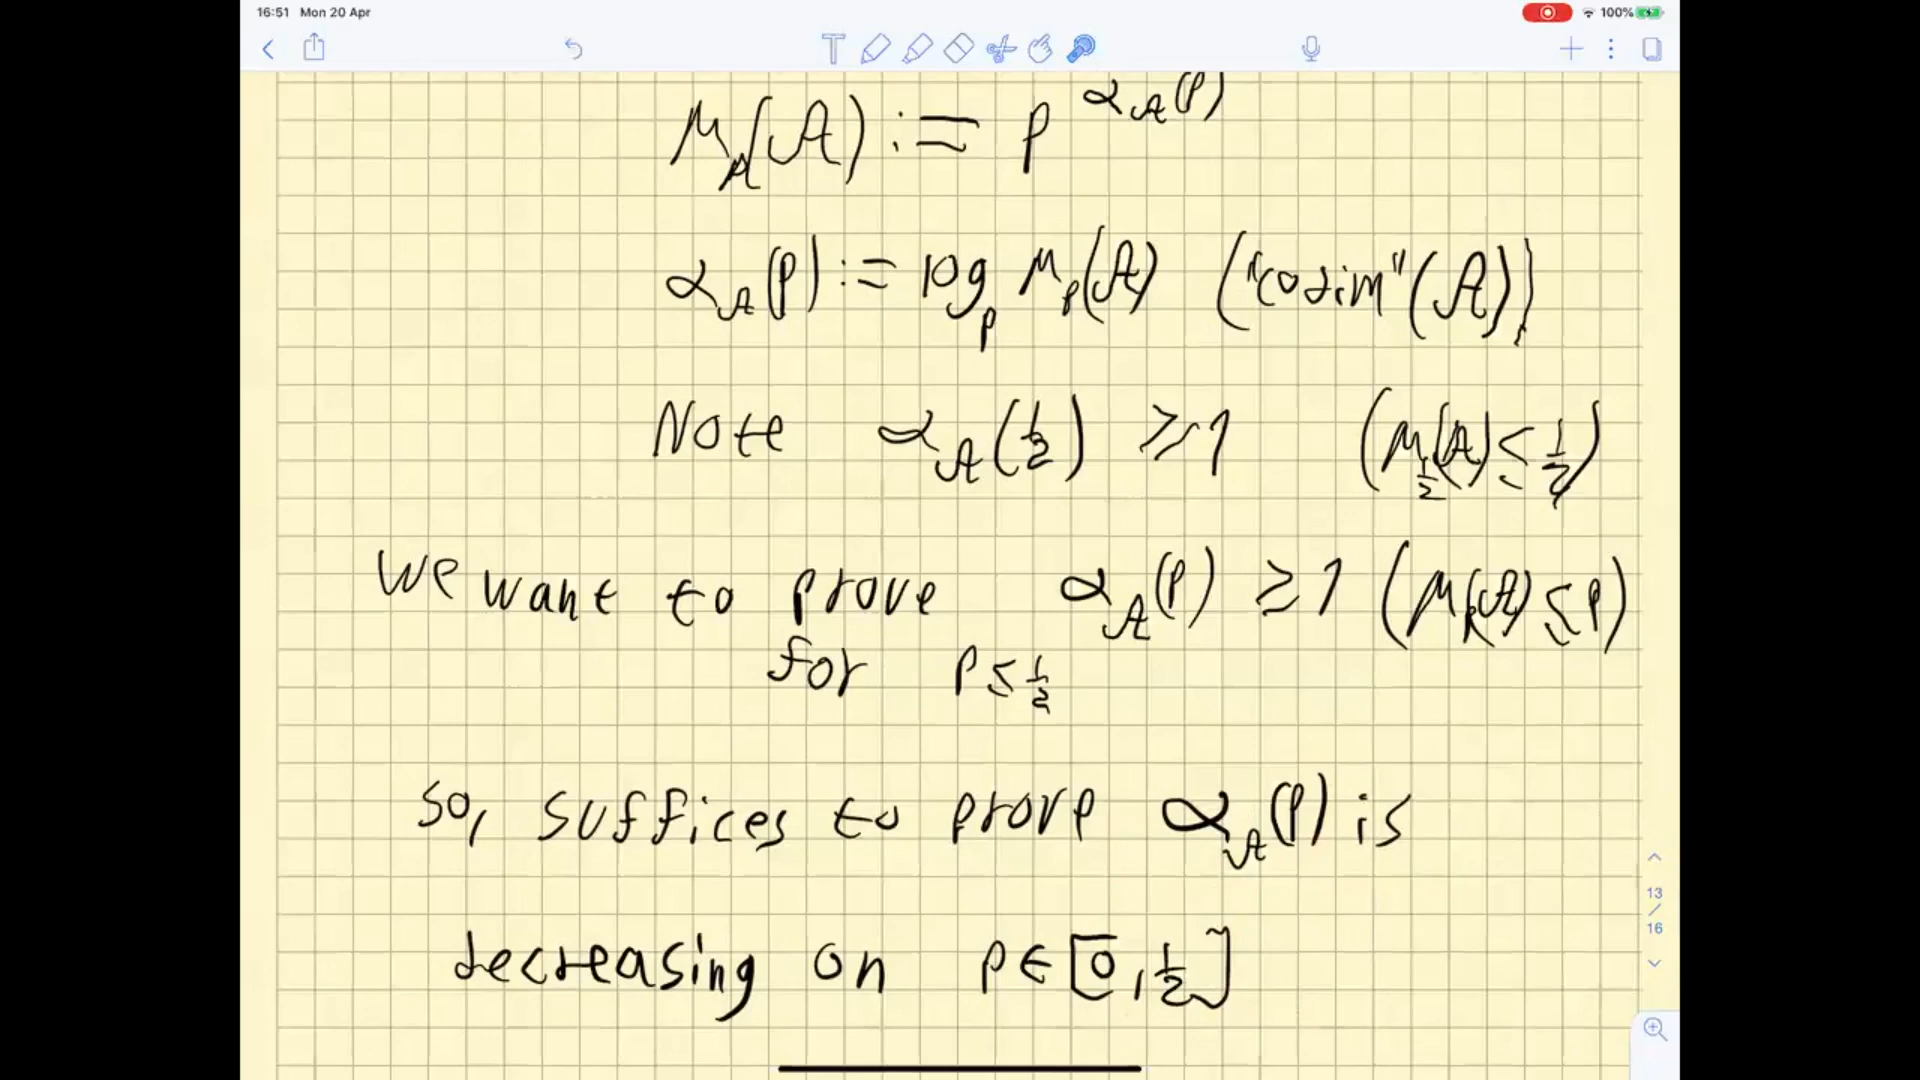 16:51 Mon 20 Apr 100%
μ_p(𝒜) := p^{α_𝒜(p)}
α_𝒜(p) := log_p μ_p(𝒜) ("codim"(𝒜))
Note α_𝒜(1/2) ≥ 1 (μ_{1/2}(𝒜) ≤ 1/2)
we want to prove α_𝒜(p) ≥ 1 (μ_p(𝒜) ≤ p)
for p ≤ 1/2
so, suffices to prove α_𝒜(p) is
decreasing on p ∈ [0, 1/2]
13
/
16